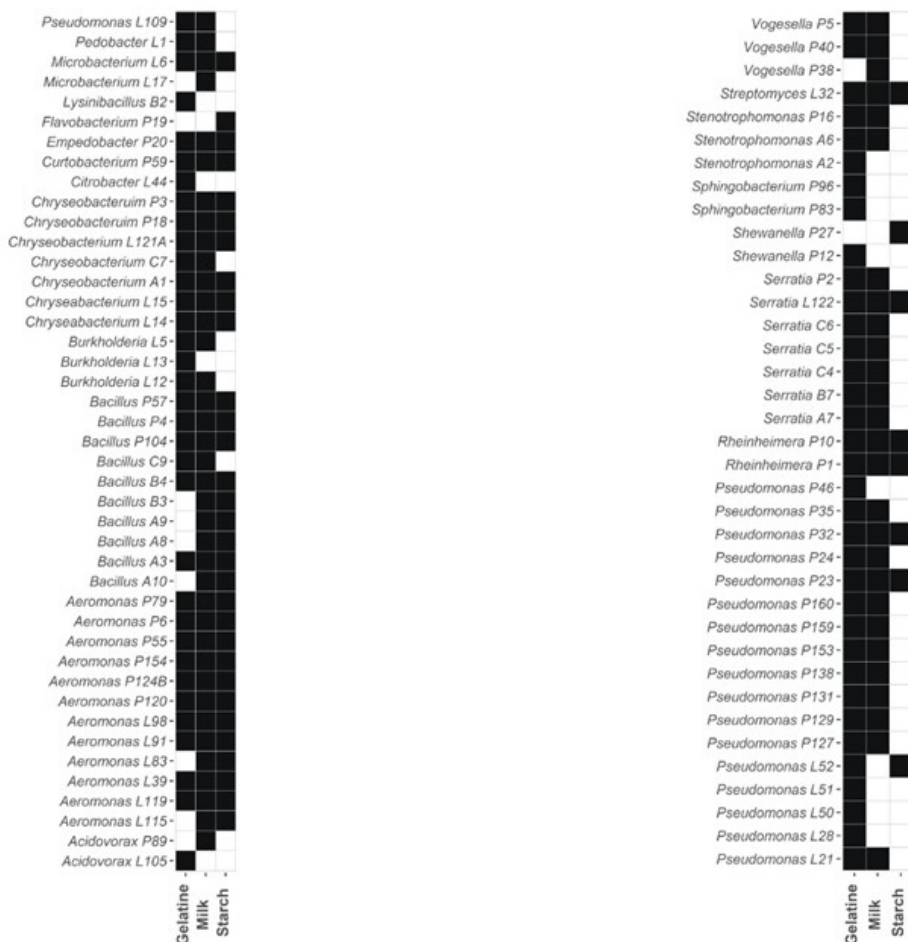 Pseudomonas L109
Pedobacter L1
Microbacterium L6
Microbacterium L17
Lysinibacillus B2
Flavobacterium P19
Empedobacter P20
Curtobacterium P59
Citrobacter L44
Chryseobacteruim P3
Chryseobacteruim P18
Chryseobacterium L121A
Chryseobacterium C7
Chryseobacterium A1
Chryseabacterium L15
Chryseabacterium L14
Burkholderia L5
Burkholderia L13
Burkholderia L12
Bacillus P57
Bacillus P4
Bacillus P104
Bacillus C9
Bacillus B4
Bacillus B3
Bacillus A9
Bacillus A8
Bacillus A3
Bacillus A10
Aeromonas P79
Aeromonas P6
Aeromonas P55
Aeromonas P154
Aeromonas P124B
Aeromonas P120
Aeromonas L98
Aeromonas L91
Aeromonas L83
Aeromonas L39
Aeromonas L119
Aeromonas L115
Acidovorax P89
Acidovorax L105
Gelatine
Milk
Starch
Vogesella P5
Vogesella P40
Vogesella P38
Streptomyces L32
Stenotrophomonas P16
Stenotrophomonas A6
Stenotrophomonas A2
Sphingobacterium P96
Sphingobacterium P83
Shewanella P27
Shewanella P12
Serratia P2
Serratia L122
Serratia C6
Serratia C5
Serratia C4
Serratia B7
Serratia A7
Rheinheimera P10
Rheinheimera P1
Pseudomonas P46
Pseudomonas P35
Pseudomonas P32
Pseudomonas P24
Pseudomonas P23
Pseudomonas P160
Pseudomonas P159
Pseudomonas P153
Pseudomonas P138
Pseudomonas P131
Pseudomonas P129
Pseudomonas P127
Pseudomonas L52
Pseudomonas L51
Pseudomonas L50
Pseudomonas L28
Pseudomonas L21
Gelatine
Milk
Starch